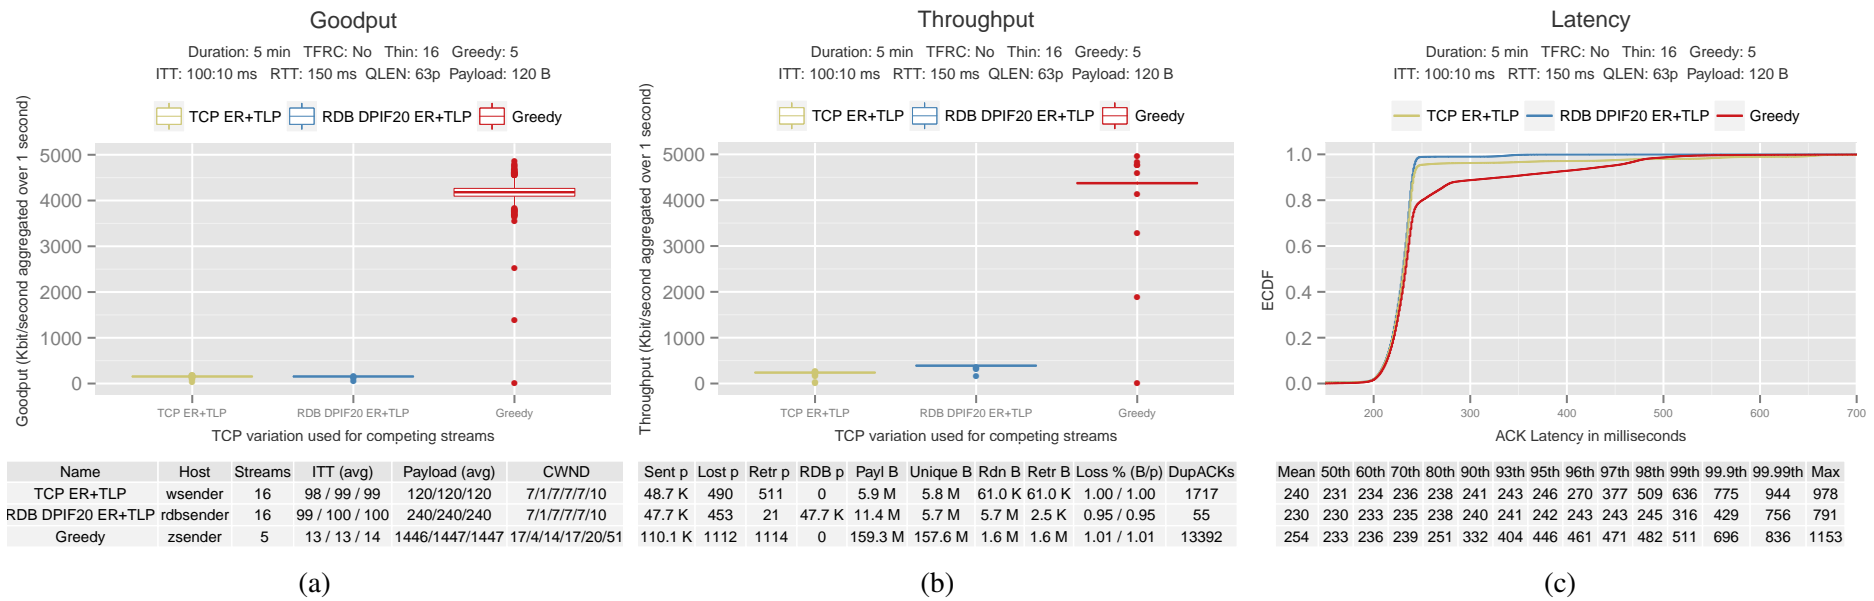 Goodput
Duration: 5 min TFRC: No Thin: 16 Greedy: 5
ITT: 100:10 ms RTT: 150 ms QLEN: 63p Payload: 120 B
TCP ER+TLP RDB DPIF20 ER+TLP Greedy
Goodput (Kbit/second aggregated over 1 second)
5000
4000
3000
2000
1000
0
TCP ER+TLP RDB DPIF20 ER+TLP Greedy
TCP variation used for competing streams
Name Host Streams ITT (avg) Payload (avg) CWND
TCP ER+TLP wsender 16 98 / 99 / 99 120/120/120 7/1/7/7/7/10
RDB DPIF20 ER+TLP rdbsender 16 99 / 100 / 100 240/240/240 7/1/7/7/7/10
Greedy zsender 5 13 / 13 / 14 1446/1447/1447 17/4/14/17/20/51
(a)
Throughput
Duration: 5 min TFRC: No Thin: 16 Greedy: 5
ITT: 100:10 ms RTT: 150 ms QLEN: 63p Payload: 120 B
TCP ER+TLP RDB DPIF20 ER+TLP Greedy
Throughput (Kbit/second aggregated over 1 second)
5000
4000
3000
2000
1000
0
TCP ER+TLP RDB DPIF20 ER+TLP Greedy
TCP variation used for competing streams
Sent p Lost p Retr p RDB p Payl B Unique B Rdn B Retr B Loss % (B/p) DupACKs
48.7 K 490 511 0 5.9 M 5.8 M 61.0 K 61.0 K 1.00 / 1.00 1717
47.7 K 453 21 47.7 K 11.4 M 5.7 M 5.7 M 2.5 K 0.95 / 0.95 55
110.1 K 1112 1114 0 159.3 M 157.6 M 1.6 M 1.6 M 1.01 / 1.01 13392
(b)
Latency
Duration: 5 min TFRC: No Thin: 16 Greedy: 5
ITT: 100:10 ms RTT: 150 ms QLEN: 63p Payload: 120 B
TCP ER+TLP RDB DPIF20 ER+TLP Greedy
ECDF
1.0
0.8
0.6
0.4
0.2
0.0
200 300 400 500 600 700
ACK Latency in milliseconds
Mean 50th 60th 70th 80th 90th 93th 95th 96th 97th 98th 99th 99.9th 99.99th Max
240 231 234 236 238 241 243 246 270 377 509 636 775 944 978
230 230 233 235 238 240 241 242 243 243 245 316 429 756 791
254 233 236 239 251 332 404 446 461 471 482 511 696 836 1153
(c)